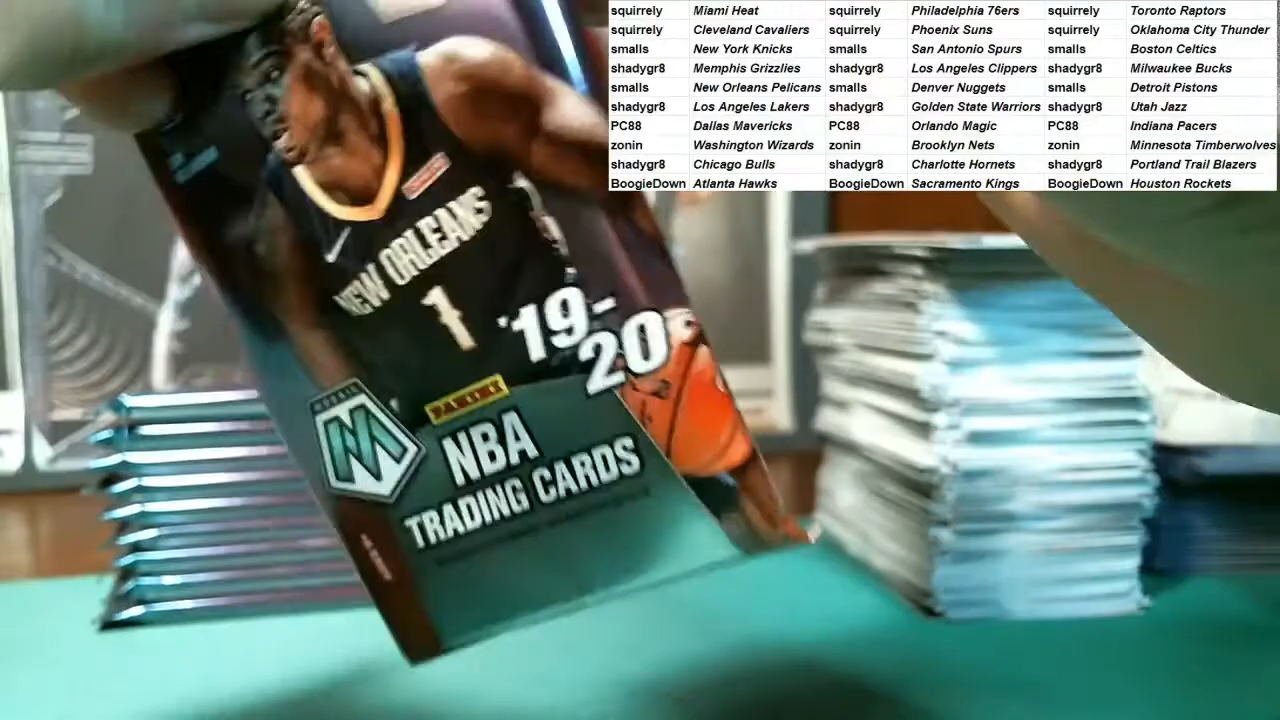 squirrely Miami Heat squirrely Philadelphia 76ers squirrely Toronto Raptors
squirrely Cleveland Cavaliers squirrely Phoenix Suns squirrely Oklahoma City Thunder
smalls New York Knicks smalls San Antonio Spurs smalls Boston Celtics
shadygr8 Memphis Grizzlies shadygr8 Los Angeles Clippers shadygr8 Milwaukee Bucks
smalls New Orleans Pelicans smalls Denver Nuggets smalls Detroit Pistons
shadygr8 Los Angeles Lakers shadygr8 Golden State Warriors shadygr8 Utah Jazz
PC88 Dallas Mavericks PC88 Orlando Magic PC88 Indiana Pacers
zonin Washington Wizards zonin Brooklyn Nets zonin Minnesota Timberwolves
shadygr8 Chicago Bulls shadygr8 Charlotte Hornets shadygr8 Portland Trail Blazers
BoogieDown Atlanta Hawks BoogieDown Sacramento Kings BoogieDown Houston Rockets
NEW ORLEANS
1
'19-
20
MOSAIC
PANINI
NBA
TRADING CARDS